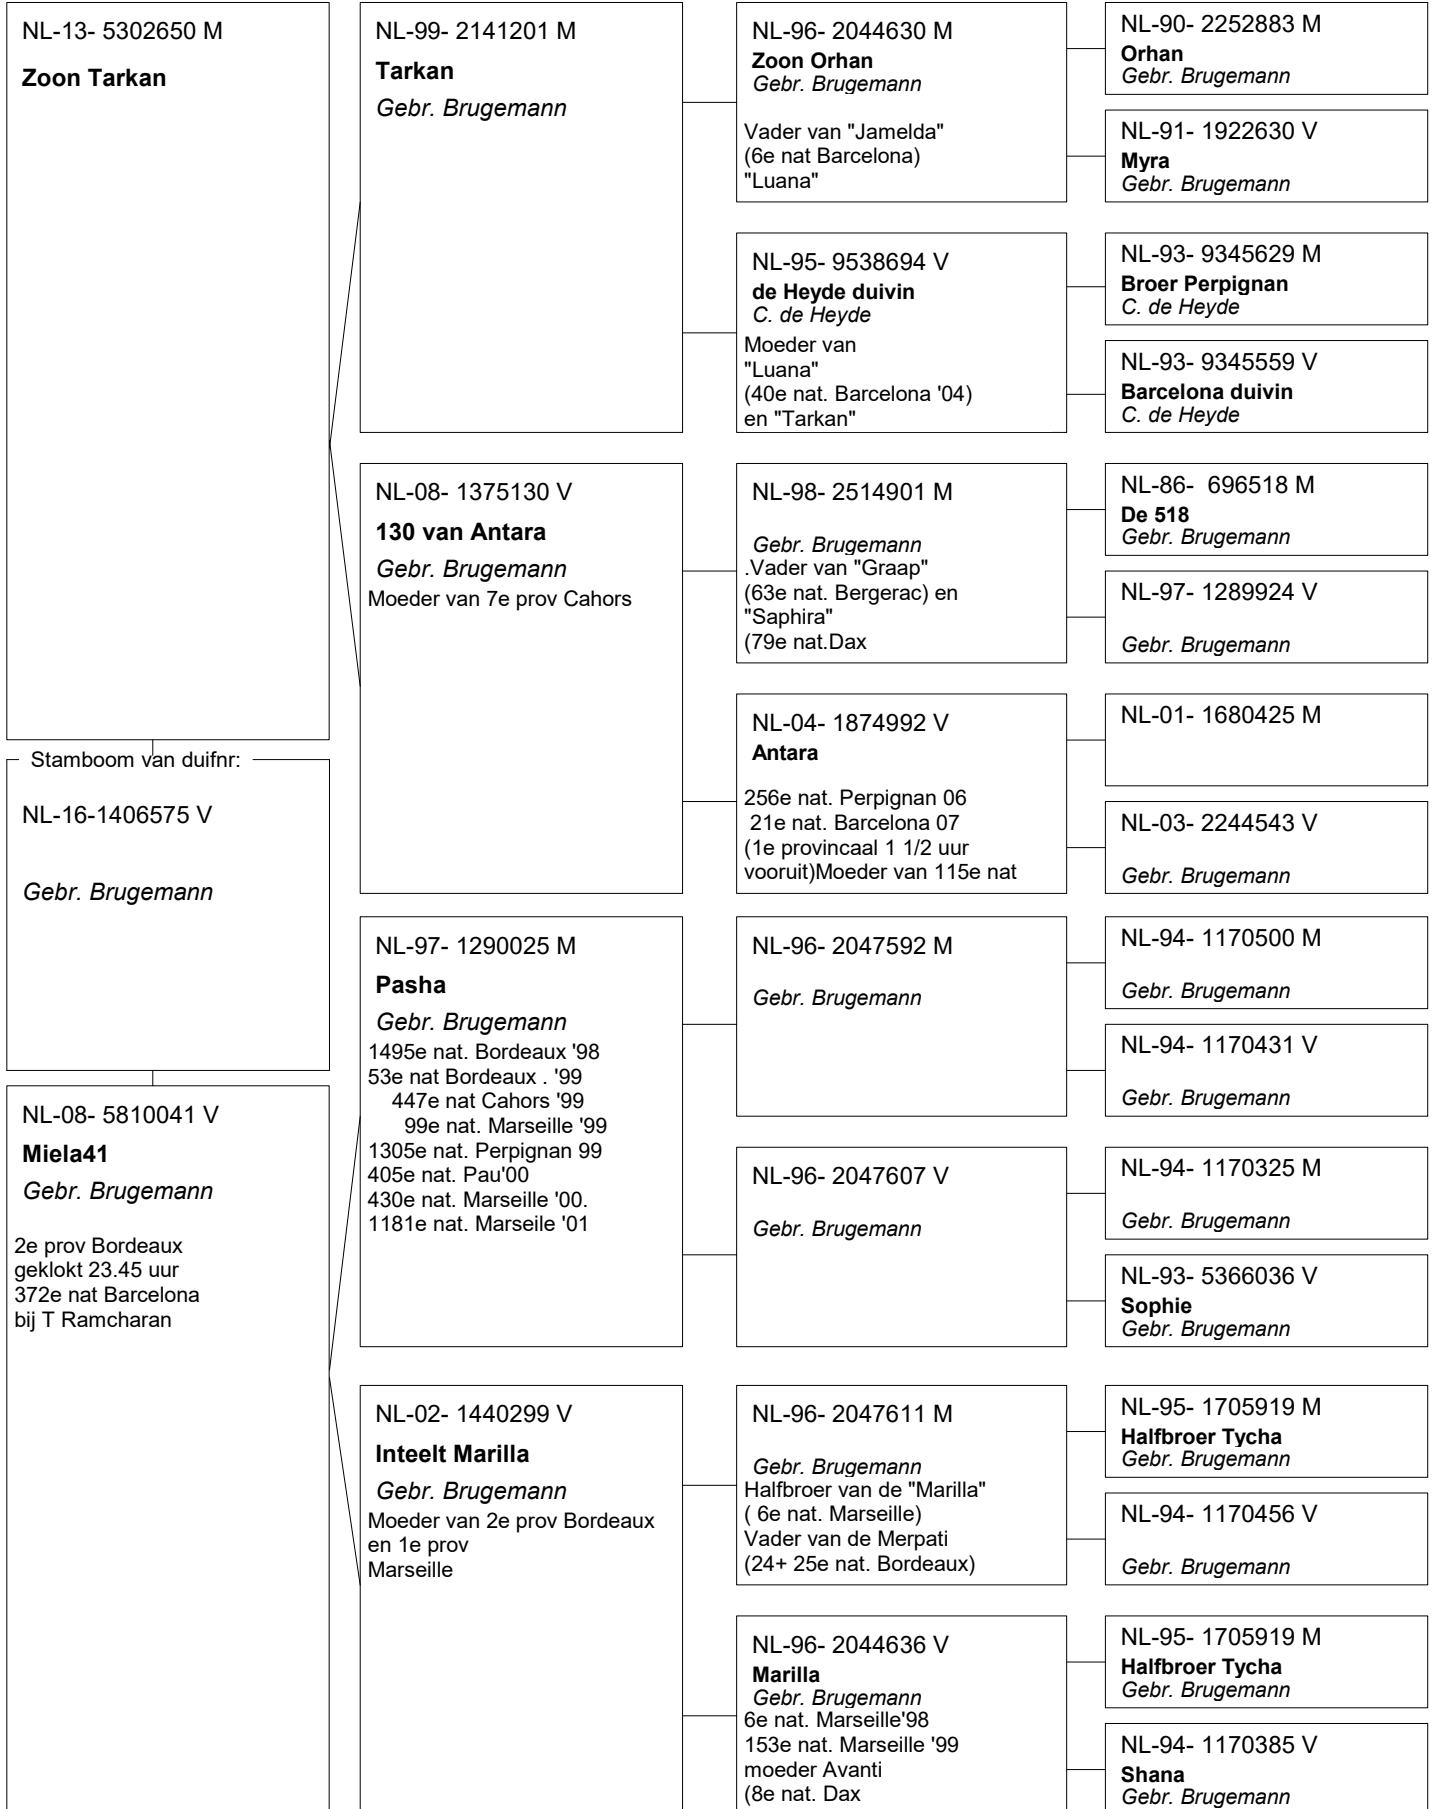 NL-13- 5302650 M
Zoon Tarkan
Stamboom van duifnr:
NL-16-1406575 V
Gebr. Brugemann
NL-08- 5810041 V
Miela41
Gebr. Brugemann
2e prov Bordeaux
geklokt 23.45 uur
372e nat Barcelona
bij T Ramcharan
NL-99- 2141201 M
Tarkan
Gebr. Brugemann
NL-08- 1375130 V
130 van Antara
Gebr. Brugemann
Moeder van 7e prov Cahors
NL-97- 1290025 M
Pasha
Gebr. Brugemann
1495e nat. Bordeaux '98
53e nat Bordeaux . '99
447e nat Cahors '99
99e nat. Marseille '99
1305e nat. Perpignan 99
405e nat. Pau'00
430e nat. Marseille '00.
1181e nat. Marseile '01
NL-02- 1440299 V
Inteelt Marilla
Gebr. Brugemann
Moeder van 2e prov Bordeaux
en 1e prov
Marseille
NL-96- 2044630 M
Zoon Orhan
Gebr. Brugemann
Vader van "Jamelda"
(6e nat Barcelona)
"Luana"
NL-95- 9538694 V
de Heyde duivin
C. de Heyde
Moeder van
"Luana"
(40e nat. Barcelona '04)
en "Tarkan"
NL-98- 2514901 M
Gebr. Brugemann
.Vader van "Graap"
(63e nat. Bergerac) en
"Saphira"
(79e nat.Dax
NL-04- 1874992 V
Antara
256e nat. Perpignan 06
21e nat. Barcelona 07
(1e provincaal 1 1/2 uur
vooruit)Moeder van 115e nat
NL-96- 2047592 M
Gebr. Brugemann
NL-96- 2047607 V
Gebr. Brugemann
NL-96- 2047611 M
Gebr. Brugemann
Halfbroer van de "Marilla"
( 6e nat. Marseille)
Vader van de Merpati
(24+ 25e nat. Bordeaux)
NL-96- 2044636 V
Marilla
Gebr. Brugemann
6e nat. Marseille'98
153e nat. Marseille '99
moeder Avanti
(8e nat. Dax
NL-90- 2252883 M
Orhan
Gebr. Brugemann
NL-91- 1922630 V
Myra
Gebr. Brugemann
NL-93- 9345629 M
Broer Perpignan
C. de Heyde
NL-93- 9345559 V
Barcelona duivin
C. de Heyde
NL-86- 696518 M
De 518
Gebr. Brugemann
NL-97- 1289924 V
Gebr. Brugemann
NL-01- 1680425 M
NL-03- 2244543 V
Gebr. Brugemann
NL-94- 1170500 M
Gebr. Brugemann
NL-94- 1170431 V
Gebr. Brugemann
NL-94- 1170325 M
Gebr. Brugemann
NL-93- 5366036 V
Sophie
Gebr. Brugemann
NL-95- 1705919 M
Halfbroer Tycha
Gebr. Brugemann
NL-94- 1170456 V
Gebr. Brugemann
NL-95- 1705919 M
Halfbroer Tycha
Gebr. Brugemann
NL-94- 1170385 V
Shana
Gebr. Brugemann